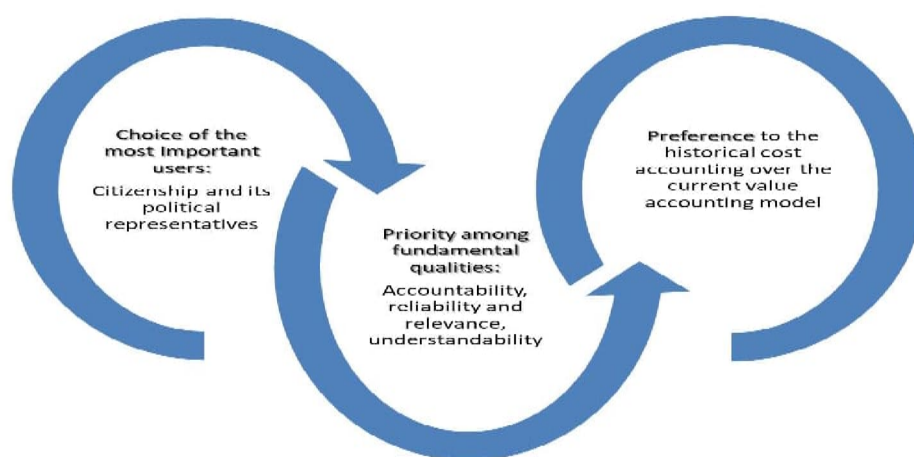 Choice of the
most Important
users:
Citizenship and its
political
representatives
Priority among
fundamental
qualities:
Accountability,
reliability and
relevance,
understandability
Preference to the
historical cost
accounting over the
current value
accounting model